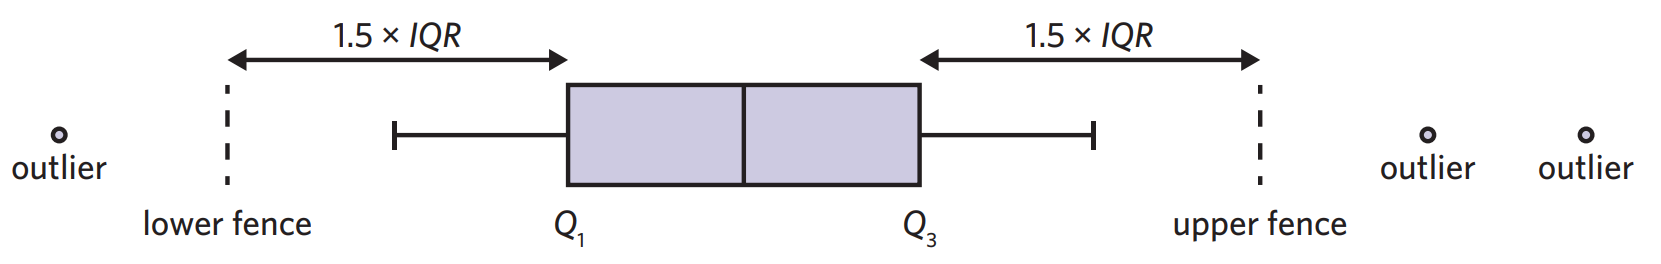 1.5 × IQR
1.5 × IQR
outlier
outlier
outlier
lower fence
Q₁
Q₃
upper fence